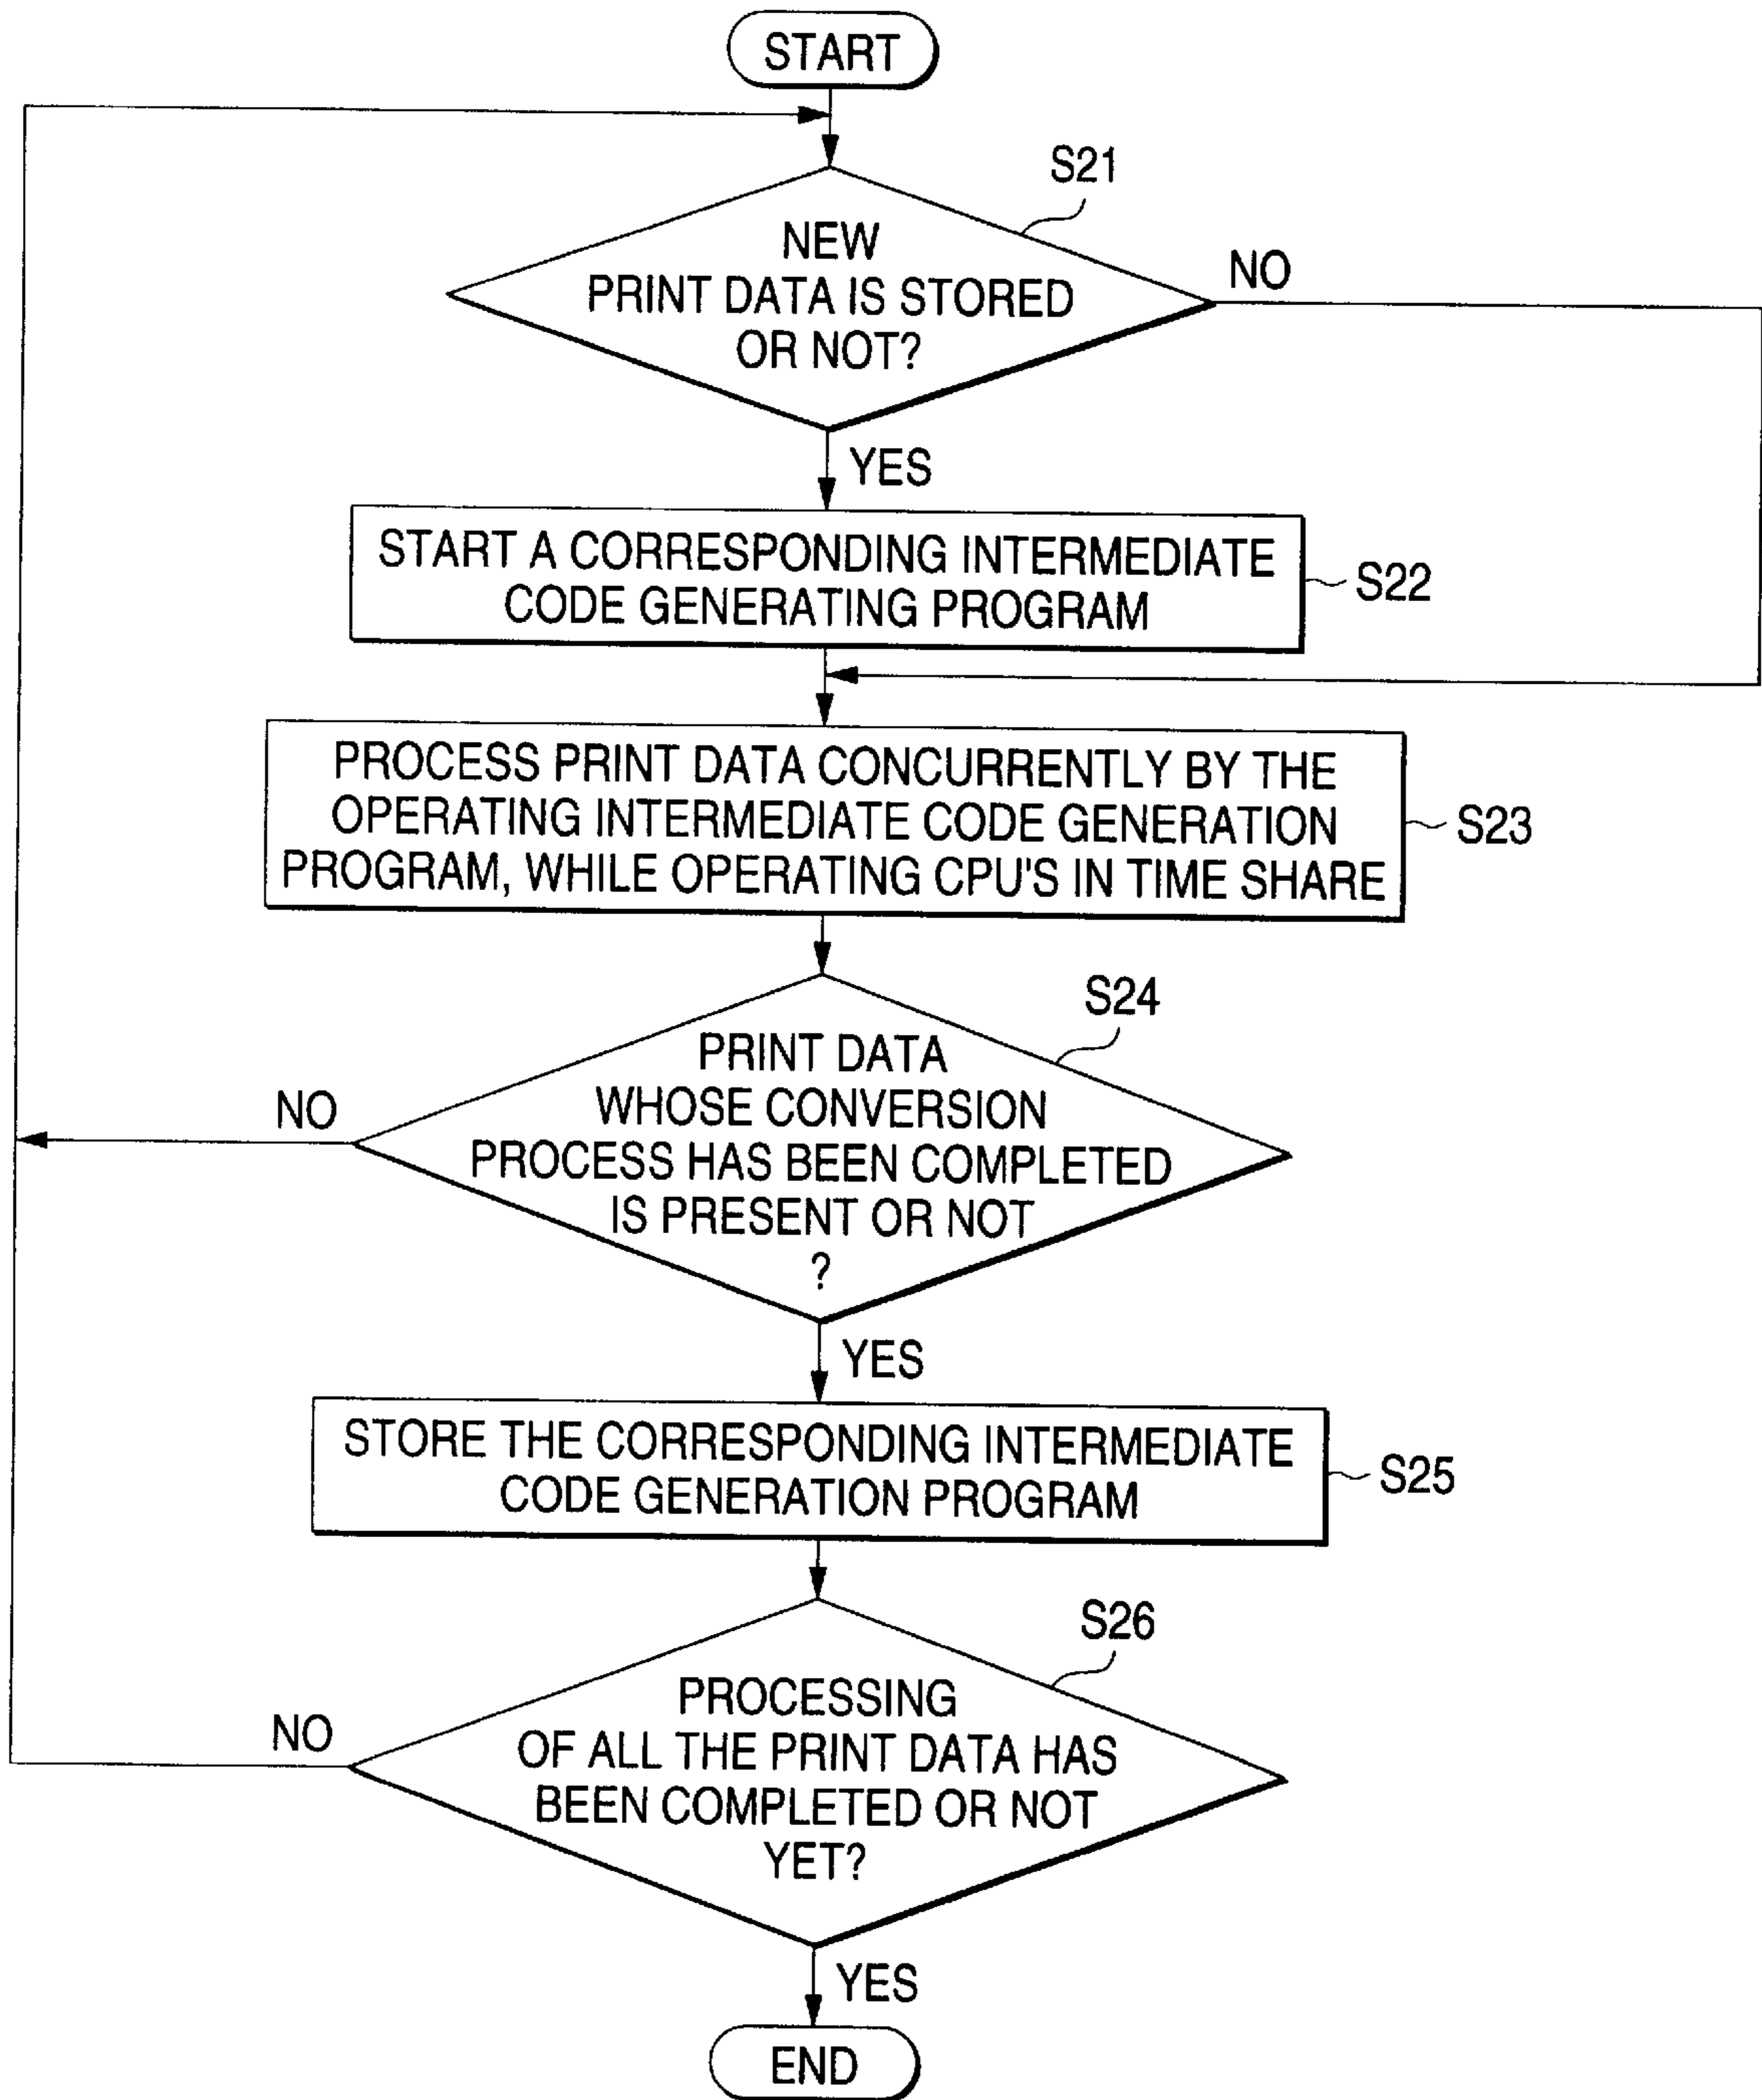 START
S21
NEW
PRINT DATA IS STORED
OR NOT?
NO
YES
START A CORRESPONDING INTERMEDIATE
CODE GENERATING PROGRAM
S22
PROCESS PRINT DATA CONCURRENTLY BY THE
OPERATING INTERMEDIATE CODE GENERATION
PROGRAM, WHILE OPERATING CPU'S IN TIME SHARE
S23
S24
PRINT DATA
WHOSE CONVERSION
PROCESS HAS BEEN COMPLETED
IS PRESENT OR NOT
?
NO
YES
STORE THE CORRESPONDING INTERMEDIATE
CODE GENERATION PROGRAM
S25
S26
PROCESSING
OF ALL THE PRINT DATA HAS
BEEN COMPLETED OR NOT
YET?
NO
YES
END